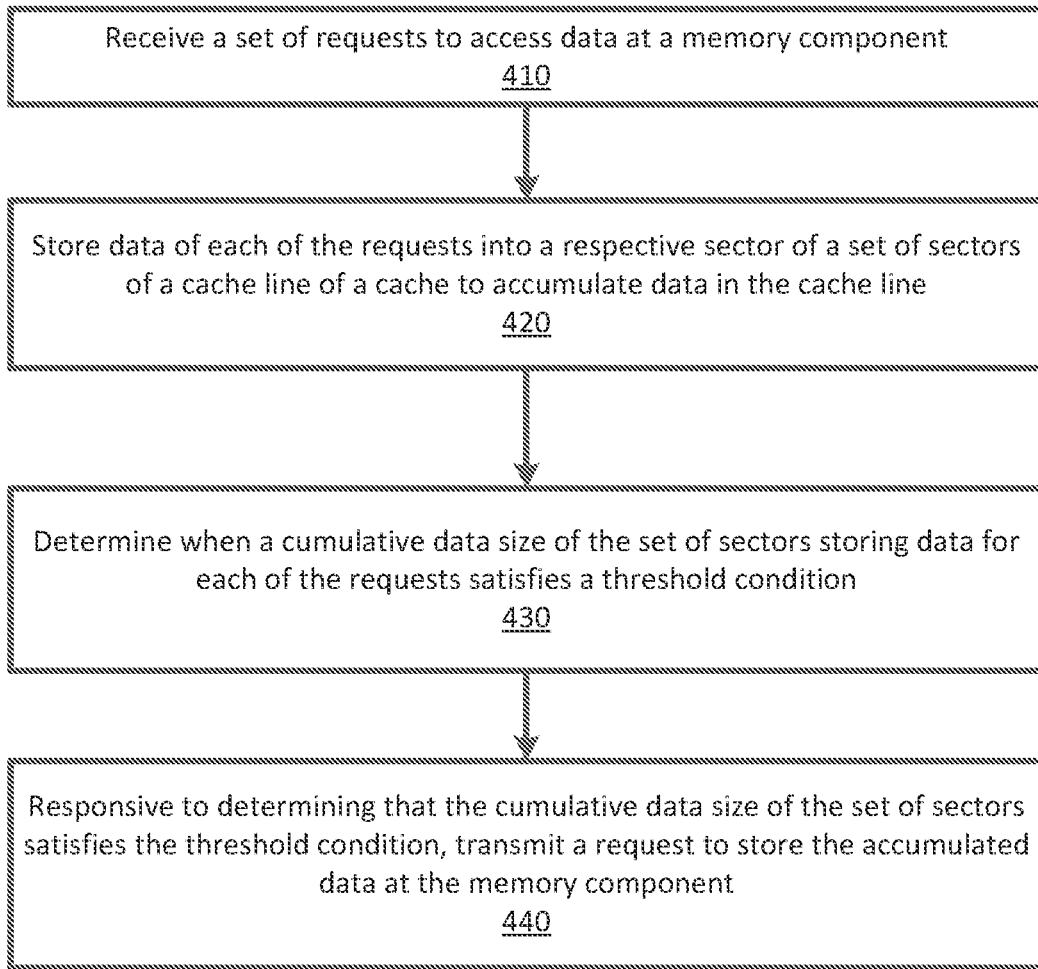 Receive a set of requests to access data at a memory component
410
Store data of each of the requests into a respective sector of a set of sectors
of a cache line of a cache to accumulate data in the cache line
420
Determine when a cumulative data size of the set of sectors storing data for
each of the requests satisfies a threshold condition
430
Responsive to determining that the cumulative data size of the set of sectors
satisfies the threshold condition, transmit a request to store the accumulated
data at the memory component
440